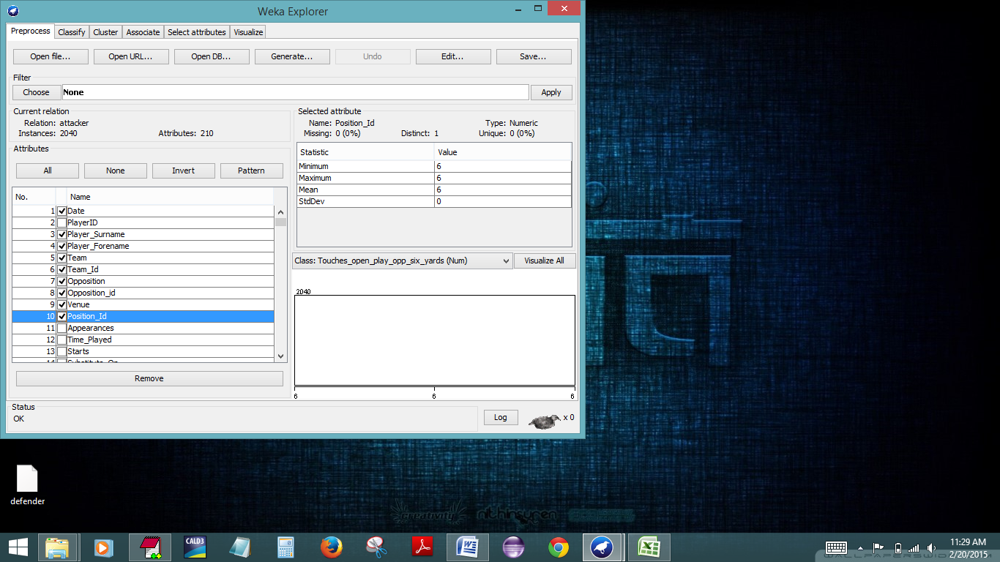 Weka Explorer
Preprocess Classify Cluster Associate Select attributes Visualize
Open file... Open URL... Open DB... Generate... Undo Edit... Save...
Filter
Choose None Apply
Current relation
Relation: attacker
Instances: 2040 Attributes: 210
Attributes
All None Invert Pattern
No. Name
1 Date
2 PlayerID
3 Player_Surname
4 Player_Forename
5 Team
6 Team_Id
7 Opposition
8 Opposition_id
9 Venue
10 Position_Id
11 Appearances
12 Time_Played
13 Starts
14 Substitute_On
Remove
Selected attribute
Name: Position_Id Type: Numeric
Missing: 0 (0%) Distinct: 1 Unique: 0 (0%)
Statistic Value
Minimum 6
Maximum 6
Mean 6
StdDev 0
Class: Touches_open_play_opp_six_yards (Num) Visualize All
2040
6 6 6
Status
OK
Log x 0
defender
creativity
CALD3
11:29 AM
2/20/2015